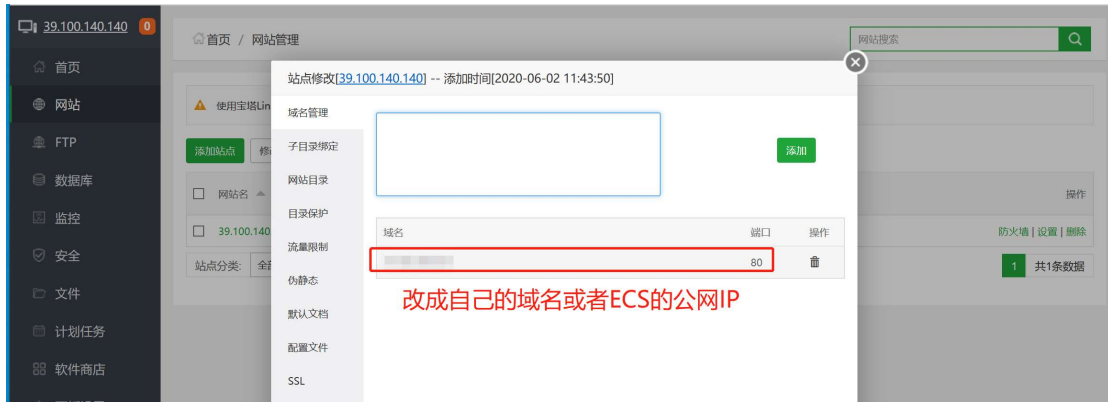 39.100.140.140 0
首页
网站
FTP
数据库
监控
安全
文件
计划任务
软件商店
首页 / 网站管理
网站搜索
使用宝塔Lin
添加站点
网站名
操作
39.100.140
防火墙 | 设置 | 删除
站点分类:
1 共1条数据
站点修改[39.100.140.140] -- 添加时间[2020-06-02 11:43:50]
域名管理
子目录绑定
网站目录
目录保护
流量限制
伪静态
默认文档
配置文件
SSL
添加
域名 端口 操作
80
改成自己的域名或者ECS的公网IP